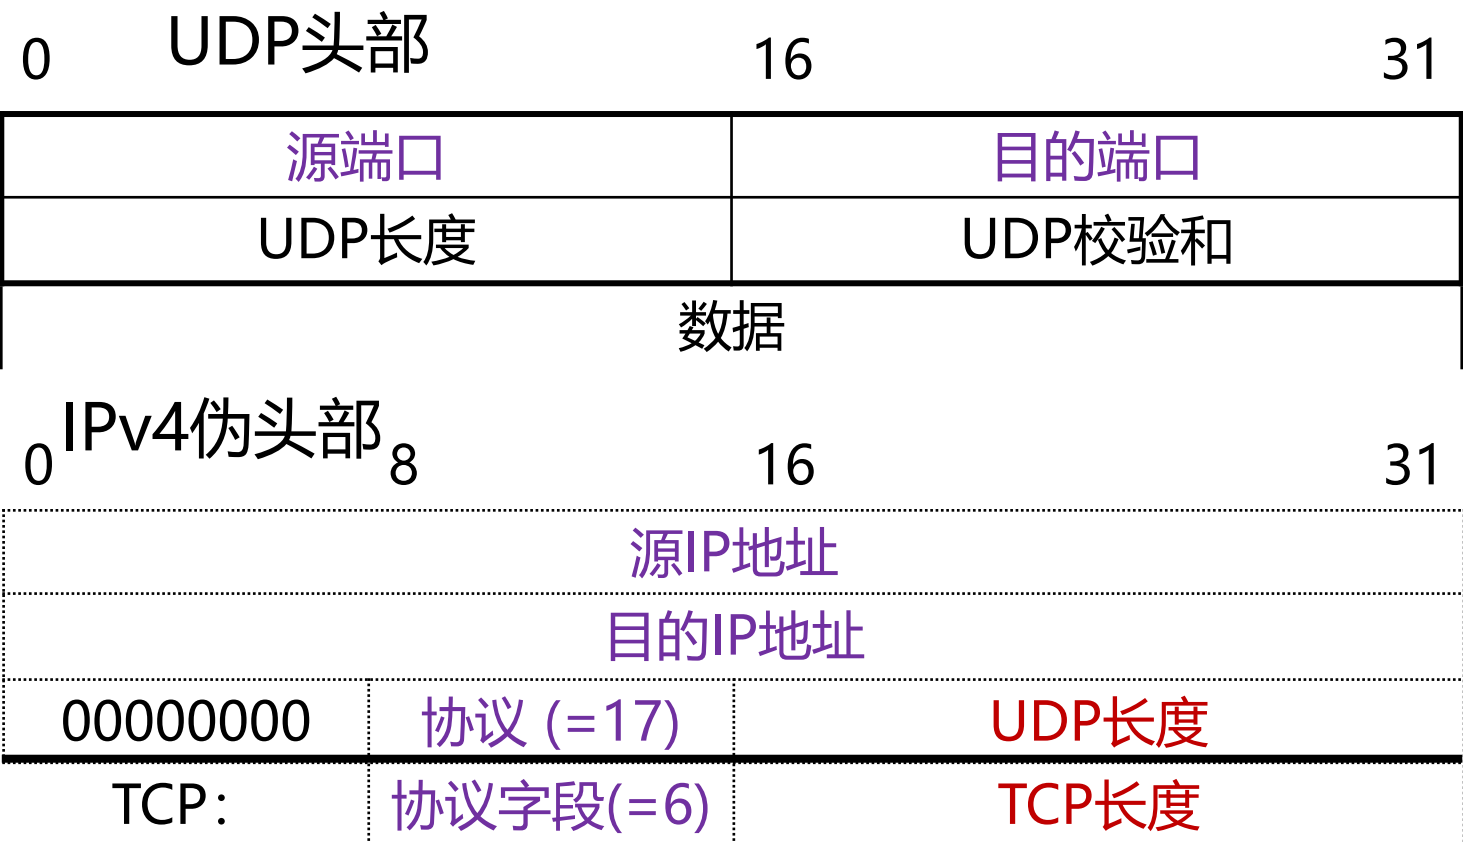 UDP头部
0 16 31
源端口 目的端口
UDP长度 UDP校验和
数据
IPv4伪头部
0 8 16 31
源IP地址
目的IP地址
00000000 协议 (=17) UDP长度
TCP: 协议字段(=6) TCP长度